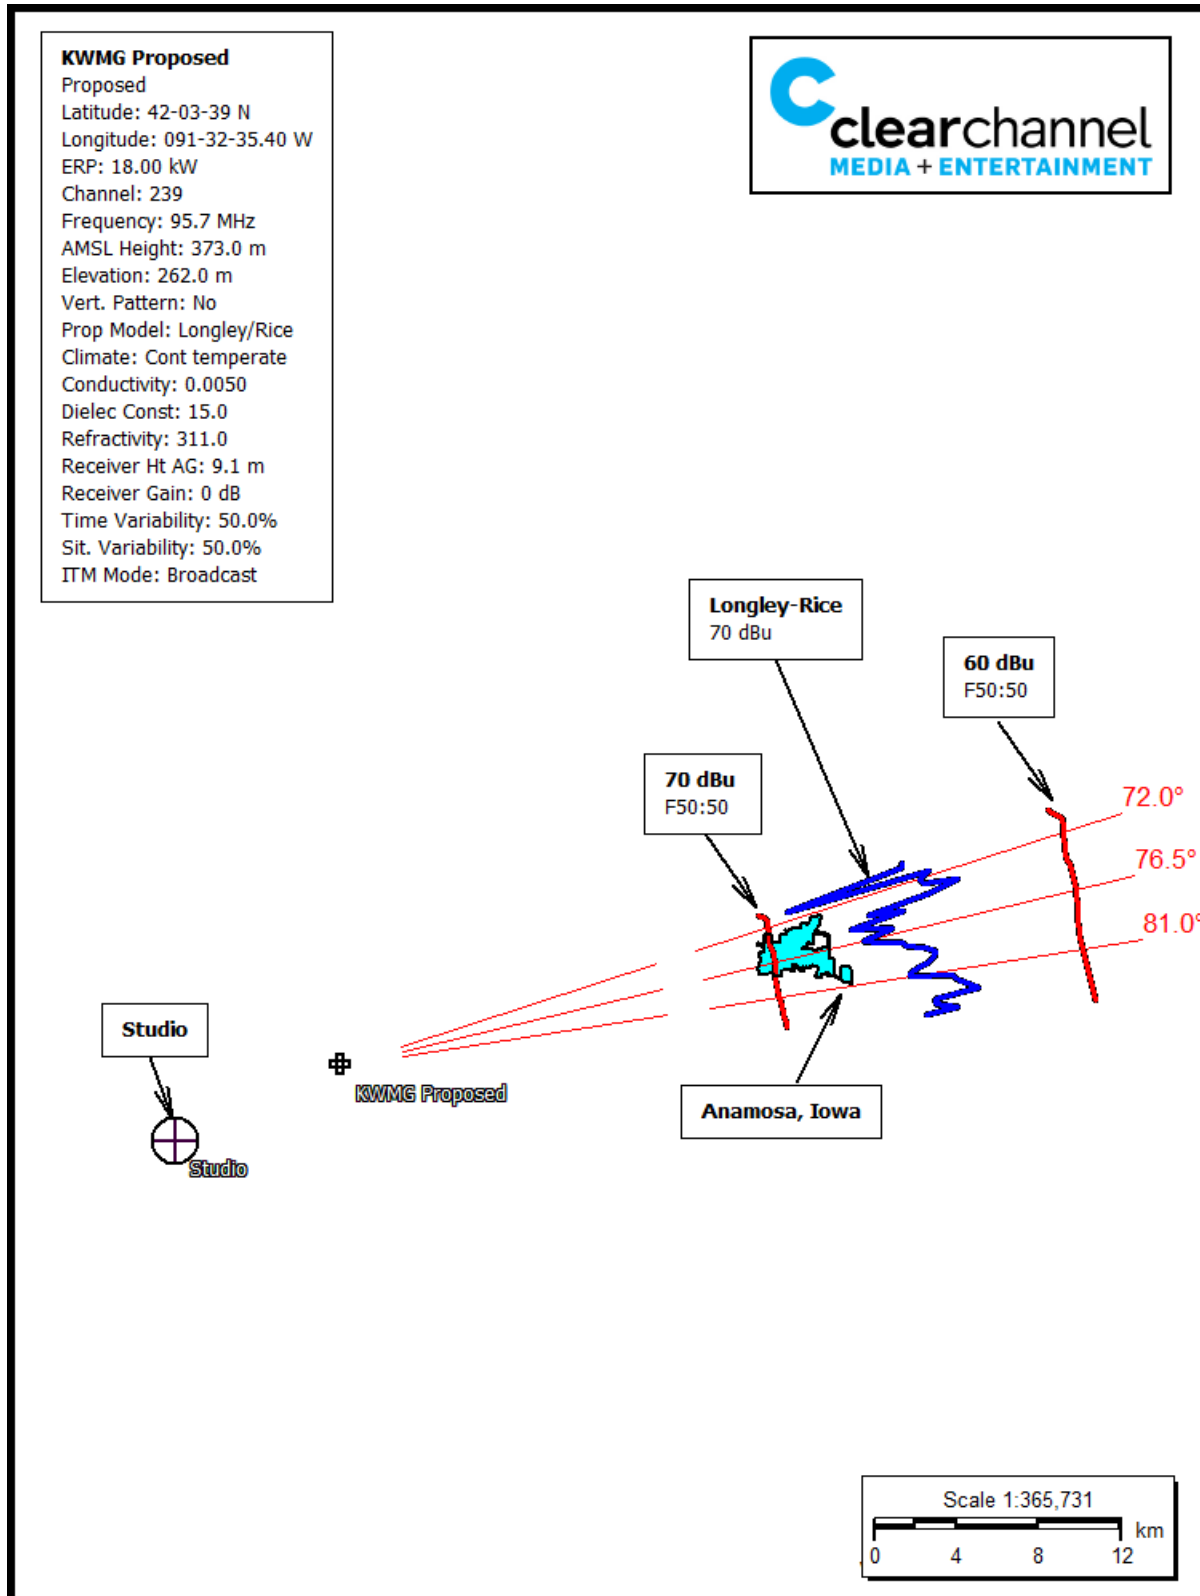 KWMG Proposed
Proposed
Latitude: 42-03-39 N
Longitude: 091-32-35.40 W
ERP: 18.00 kW
Channel: 239
Frequency: 95.7 MHz
AMSL Height: 373.0 m
Elevation: 262.0 m
Vert. Pattern: No
Prop Model: Longley/Rice
Climate: Cont temperate
Conductivity: 0.0050
Dielec Const: 15.0
Refractivity: 311.0
Receiver Ht AG: 9.1 m
Receiver Gain: 0 dB
Time Variability: 50.0%
Sit. Variability: 50.0%
ITM Mode: Broadcast
clearchannel
MEDIA + ENTERTAINMENT
Longley-Rice
70 dBu
60 dBu
F50:50
70 dBu
F50:50
72.0°
76.5°
81.0°
Studio
KWMG Proposed
Anamosa, Iowa
Studio
Scale 1:365,731
km
0 4 8 12